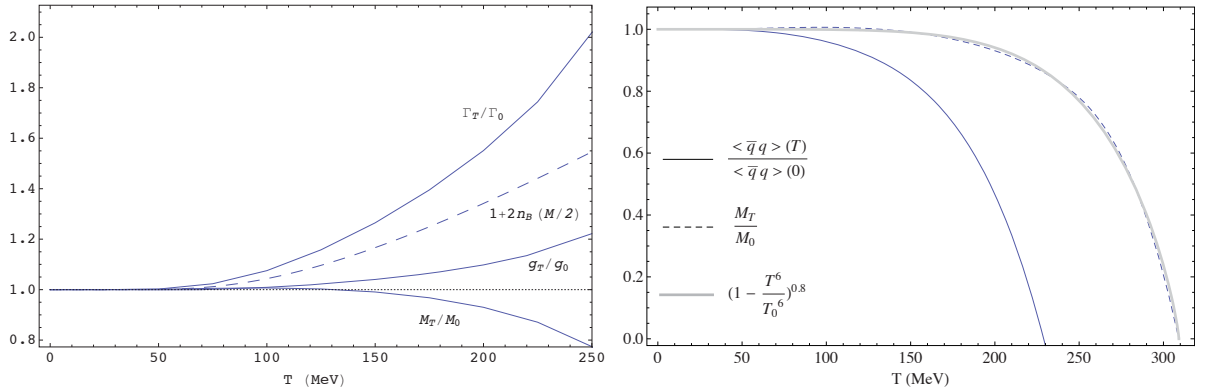 2.0
1.8
1.6
1.4
1.2
1.0
0.8
Γ_T/Γ_0
1+2n_B (M/2)
g_T/g_0
M_T/M_0
0 50 100 150 200 250
T (MeV)
1.0
0.8
0.6
0.4
0.2
0.0
< q̅ q > (T)
< q̅ q > (0)
M_T
M_0
(1 − T^6/T_0^6)^0.8
0 50 100 150 200 250 300
T (MeV)